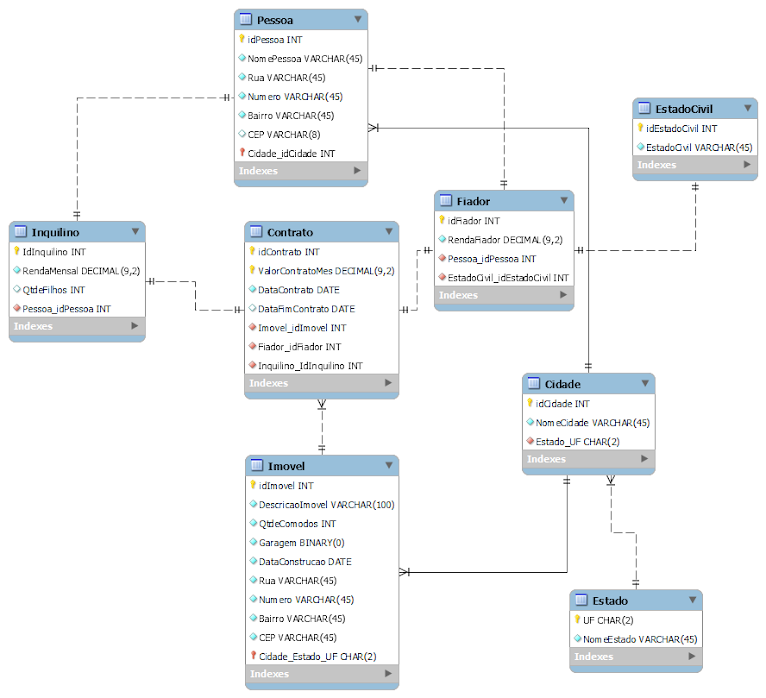 Pessoa
idPessoa INT
NomePessoa VARCHAR(45)
Rua VARCHAR(45)
Numero VARCHAR(45)
Bairro VARCHAR(45)
CEP VARCHAR(8)
Cidade_idCidade INT
Indexes
EstadoCivil
idEstadoCivil INT
EstadoCivil VARCHAR(45)
Indexes
Inquilino
IdInquilino INT
RendaMensal DECIMAL(9,2)
QtdeFilhos INT
Pessoa_idPessoa INT
Indexes
Contrato
idContrato INT
ValorContratoMes DECIMAL(9,2)
DataContrato DATE
DataFimContrato DATE
Imovel_idImovel INT
Fiador_idFiador INT
Inquilino_IdInquilino INT
Indexes
Fiador
idFiador INT
RendaFiador DECIMAL(9,2)
Pessoa_idPessoa INT
EstadoCivil_idEstadoCivil INT
Indexes
Cidade
idCidade INT
NomeCidade VARCHAR(45)
Estado_UF CHAR(2)
Indexes
Imovel
idImovel INT
DescricaoImovel VARCHAR(100)
QtdeComodos INT
Garagem BINARY(0)
DataConstrucao DATE
Rua VARCHAR(45)
Numero VARCHAR(45)
Bairro VARCHAR(45)
CEP VARCHAR(45)
Cidade_Estado_UF CHAR(2)
Indexes
Estado
UF CHAR(2)
NomeEstado VARCHAR(45)
Indexes